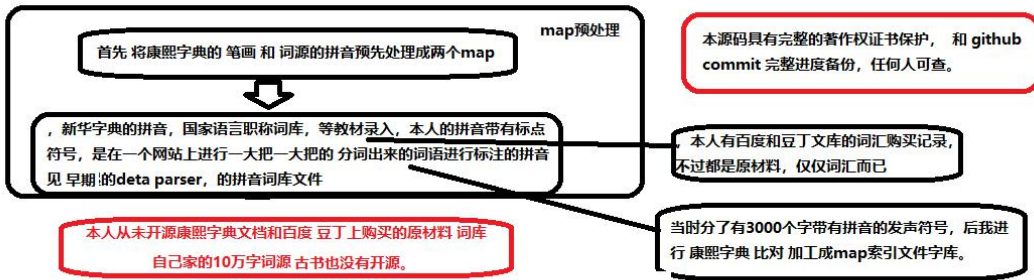 map预处理
首先 将康熙字典的 笔画 和 词源的拼音预先处理成两个map
本源码具有完整的著作权证书保护， 和 github
commit 完整进度备份，任何人可查。
，新华字典的拼音，国家语言职称词库，等教材录入，本人的拼音带有标点
符号，是在一个网站上进行一大把一大把的 分词出来的词语进行标注的拼音
见 早期 的deta parser，的拼音词库文件
，本人有百度和豆丁文库的词汇购买记录，
不过都是原材料，仅仅词汇而已
本人从未开源康熙字典文档和百度 豆丁上购买的原材料 词库
自己家的10万字词源 古书也没有开源。
当时分了有3000个字带有拼音的发声符号，后我进
行 康熙字典 比对 加工成map索引文件字库。